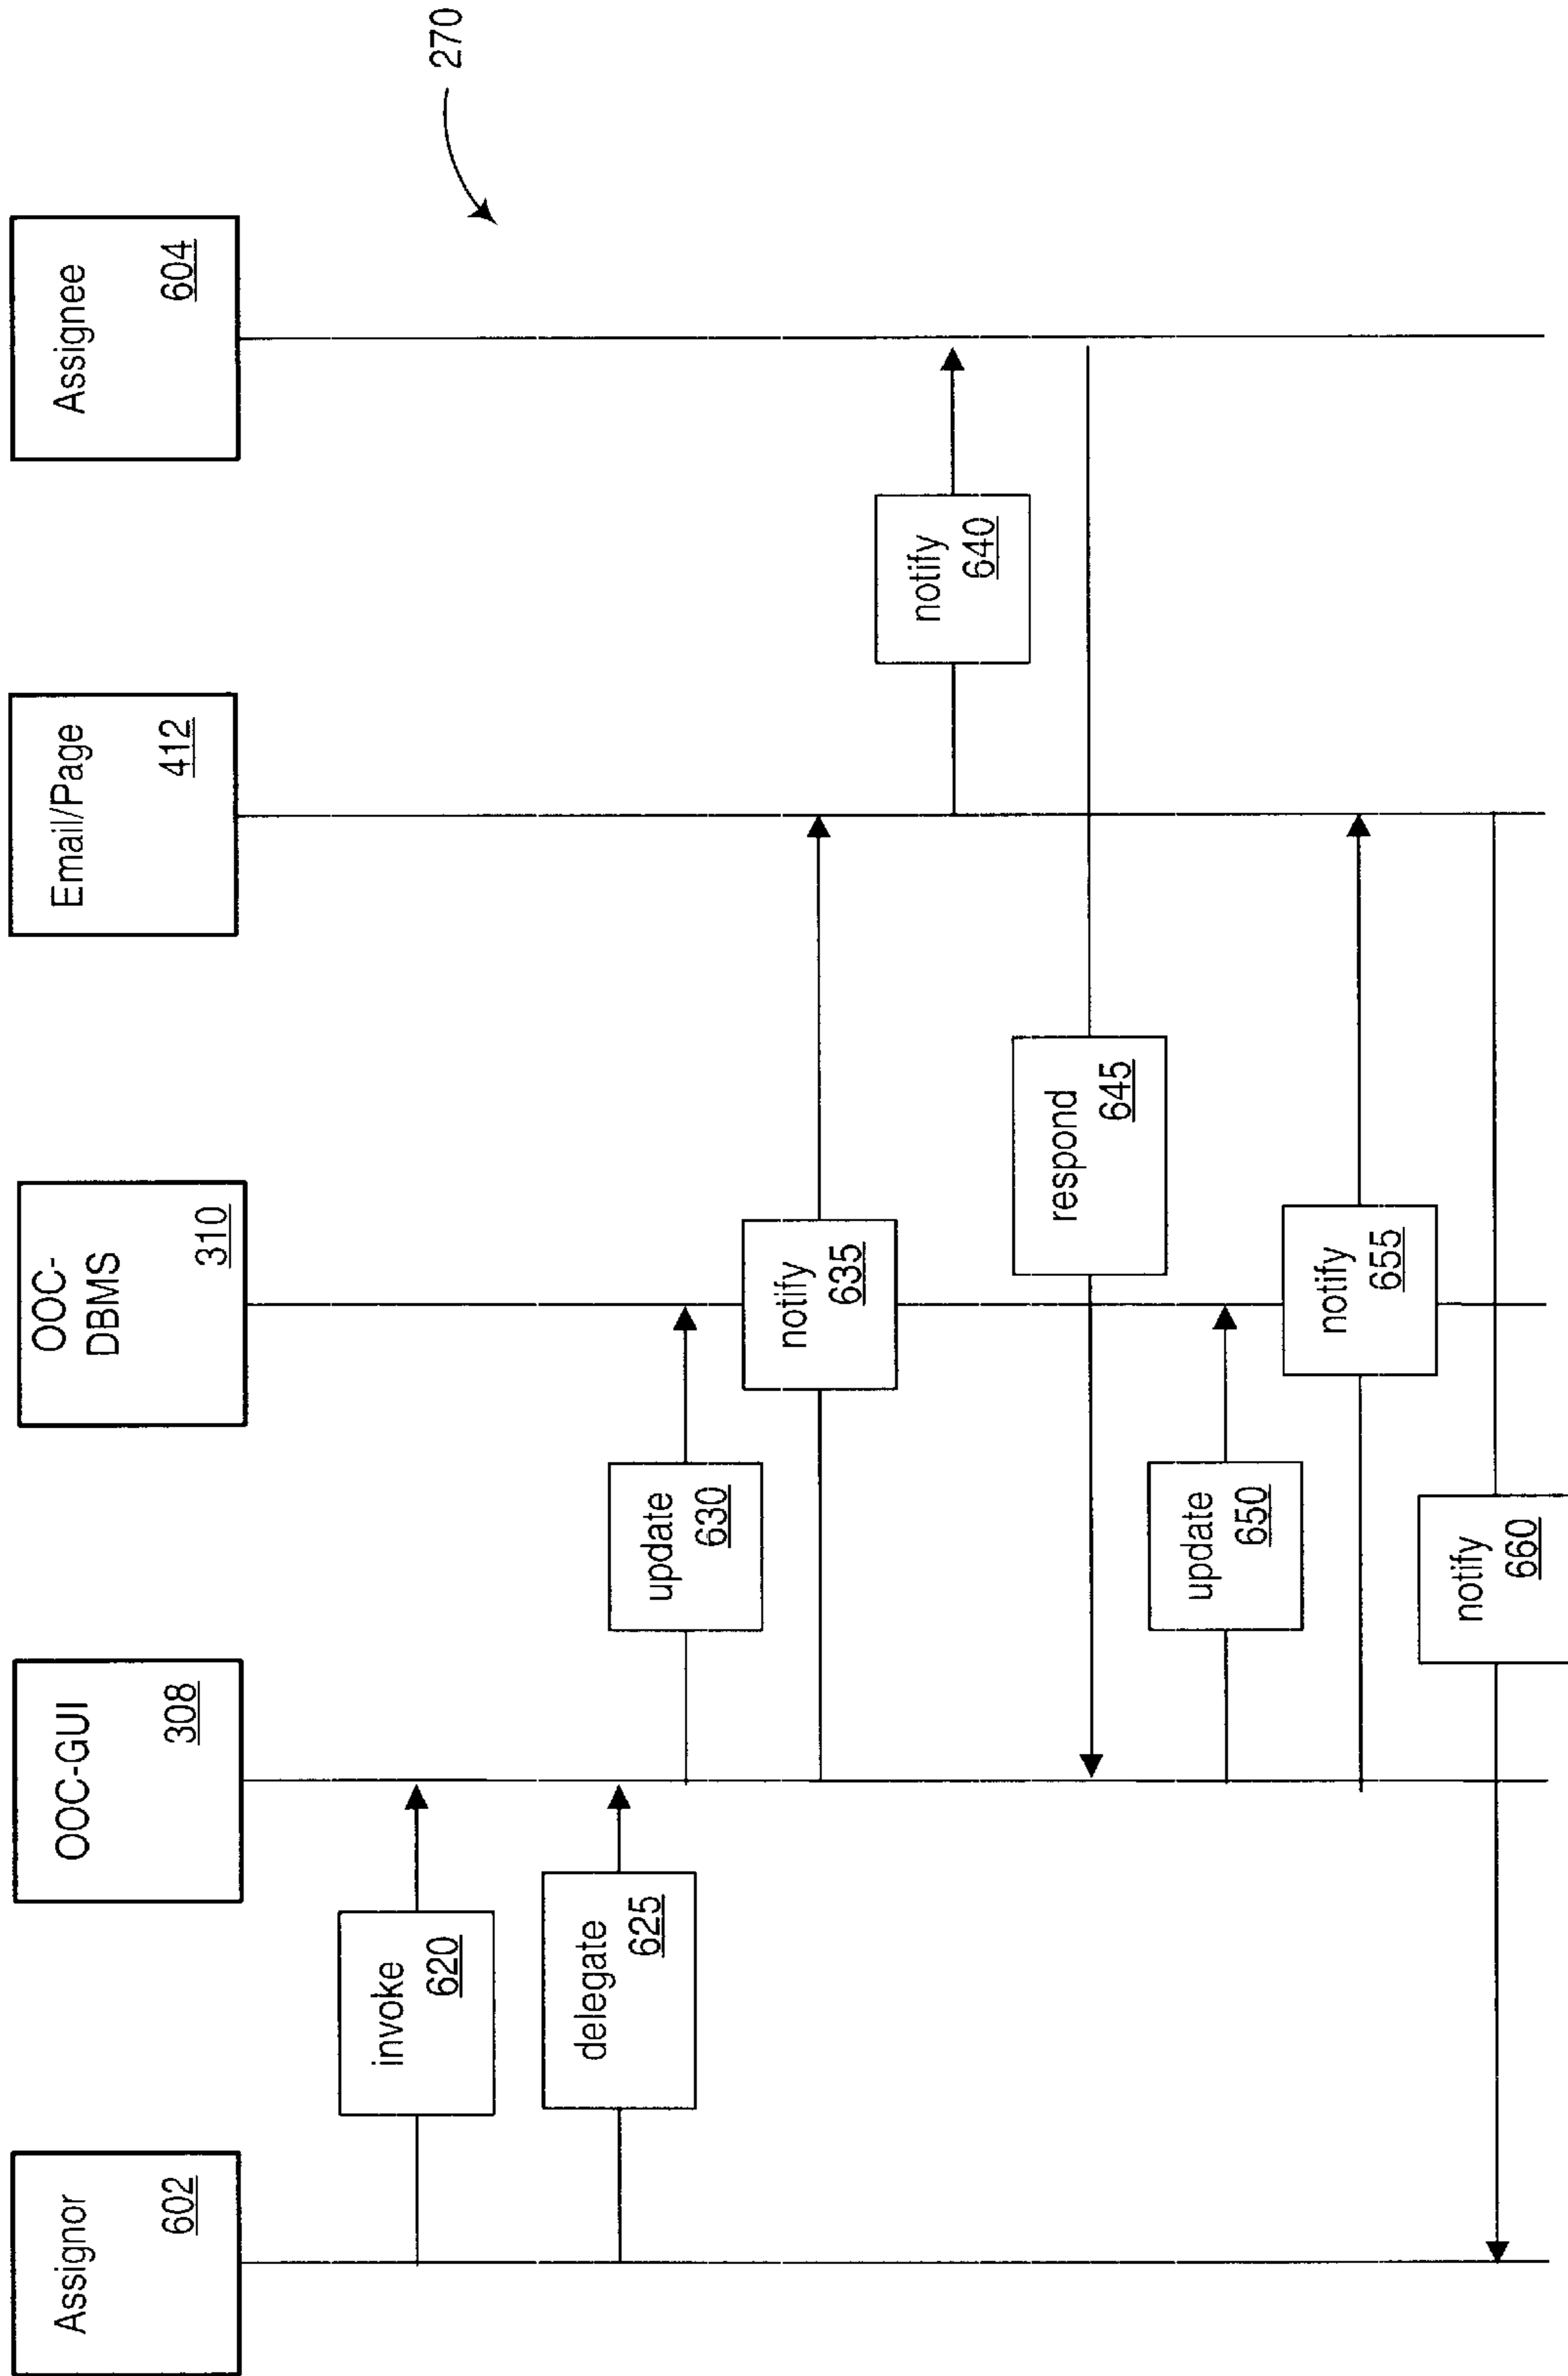 Assignor
602
OOC-GUI
308
OOC-
DBMS
310
Email/Page
412
Assignee
604
270
invoke
620
delegate
625
update
630
notify
635
notify
640
respond
645
update
650
notify
655
notify
660